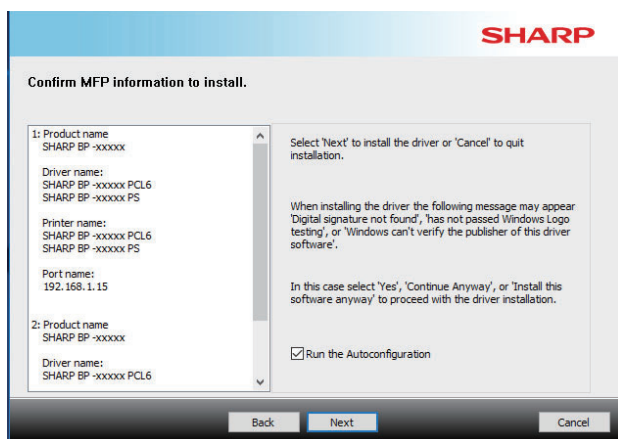 SHARP
Confirm MFP information to install.
1: Product name
SHARP BP -xxxxx
Driver name:
SHARP BP -xxxxx PCL6
SHARP BP -xxxxx PS
Printer name:
SHARP BP -xxxxx PCL6
SHARP BP -xxxxx PS
Port name:
192.168.1.15
2: Product name
SHARP BP -xxxxx
Driver name:
SHARP BP -xxxxx PCL6
Select 'Next' to install the driver or 'Cancel' to quit
installation.
When installing the driver the following message may appear
'Digital signature not found', 'has not passed Windows Logo
testing', or 'Windows can't verify the publisher of this driver
software'.
In this case select 'Yes', 'Continue Anyway', or 'Install this
software anyway' to proceed with the driver installation.
Run the Autoconfiguration
Back Next Cancel